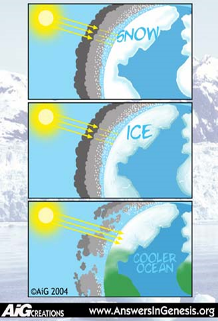 SNOW
ICE
COOLER
OCEAN
©AiG 2004
AiG CREATIONS
www.AnswersInGenesis.org